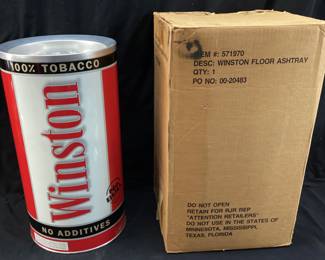 100% TOBACCO
Winston
NO ADDITIVES
ITEM #: 571970
DESC: WINSTON FLOOR ASHTRAY
QTY: 1
PO NO: 00-20483
DO NOT OPEN
RETAIN FOR RJR REP
"ATTENTION RETAILERS"
DO NOT USE IN THE STATES OF
MINNESOTA, MISSISSIPPI,
TEXAS, FLORIDA